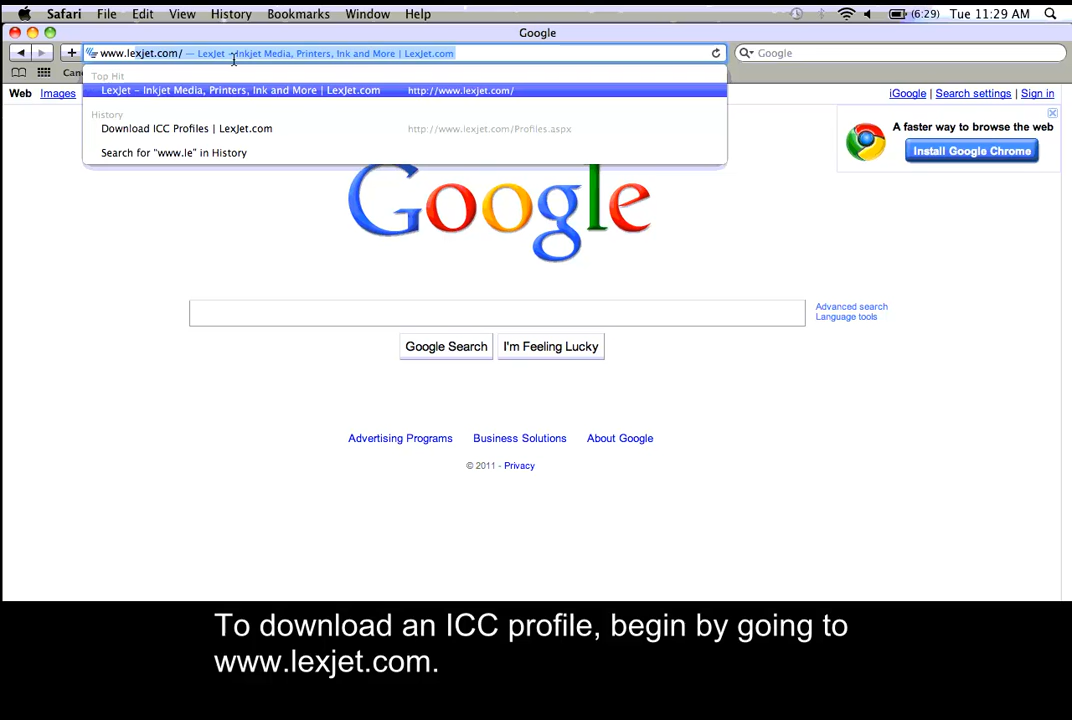 Safari File Edit View History Bookmarks Window Help (6:29) Tue 11:29 AM
Google
www.lexjet.com/ — LexJet – Inkjet Media, Printers, Ink and More | LexJet.com Google
Can
Top Hit
LexJet – Inkjet Media, Printers, Ink and More | LexJet.com http://www.lexjet.com/
Web Images iGoogle | Search settings | Sign in
History
Download ICC Profiles | LexJet.com http://www.lexjet.com/Profiles.aspx
Search for "www.le" in History
A faster way to browse the web
Install Google Chrome
Google
Advanced search
Language tools
Google Search I'm Feeling Lucky
Advertising Programs Business Solutions About Google
© 2011 - Privacy
To download an ICC profile, begin by going to
www.lexjet.com.